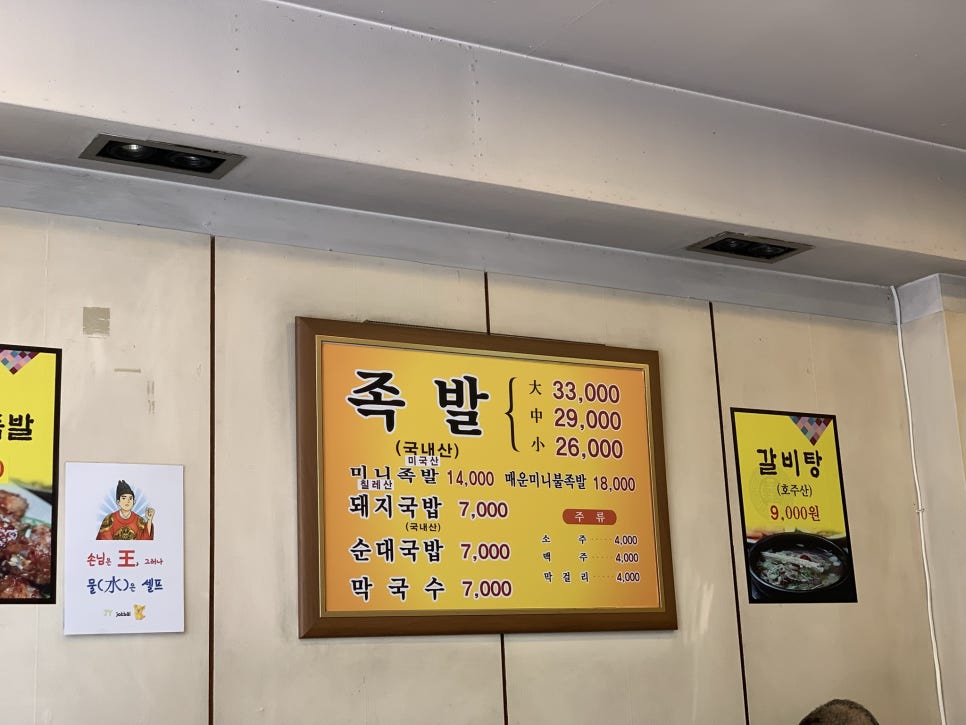 족발
大 33,000
中 29,000
小 26,000
(국내산)
미국산
미니족발 14,000 매운미니불족발 18,000
칠레산
돼지국밥 7,000
(국내산)
순대국밥 7,000
막국수 7,000
주류
소주 ····· 4,000
맥주 ····· 4,000
막걸리 ····· 4,000
발
0
손님은 王, 그러나
물(水)은 셀프
JY jokbal
갈비탕
(호주산)
9,000원